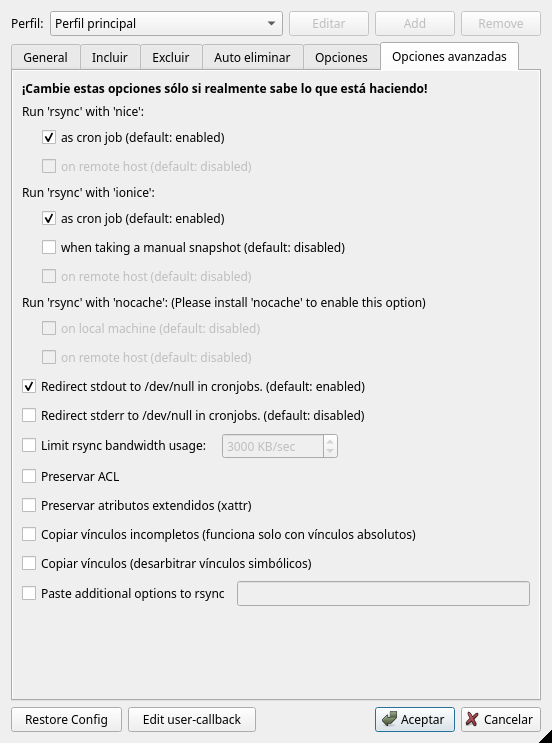 Perfil: Perfil principal Editar Add Remove
General Incluir Excluir Auto eliminar Opciones Opciones avanzadas
¡Cambie estas opciones sólo si realmente sabe lo que está haciendo!
Run 'rsync' with 'nice':
as cron job (default: enabled)
on remote host (default: disabled)
Run 'rsync' with 'ionice':
as cron job (default: enabled)
when taking a manual snapshot (default: disabled)
on remote host (default: disabled)
Run 'rsync' with 'nocache': (Please install 'nocache' to enable this option)
on local machine (default: disabled)
on remote host (default: disabled)
Redirect stdout to /dev/null in cronjobs. (default: enabled)
Redirect stderr to /dev/null in cronjobs. (default: disabled)
Limit rsync bandwidth usage: 3000 KB/sec
Preservar ACL
Preservar atributos extendidos (xattr)
Copiar vínculos incompletos (funciona solo con vínculos absolutos)
Copiar vínculos (desarbitrar vínculos simbólicos)
Paste additional options to rsync
Restore Config Edit user-callback Aceptar Cancelar